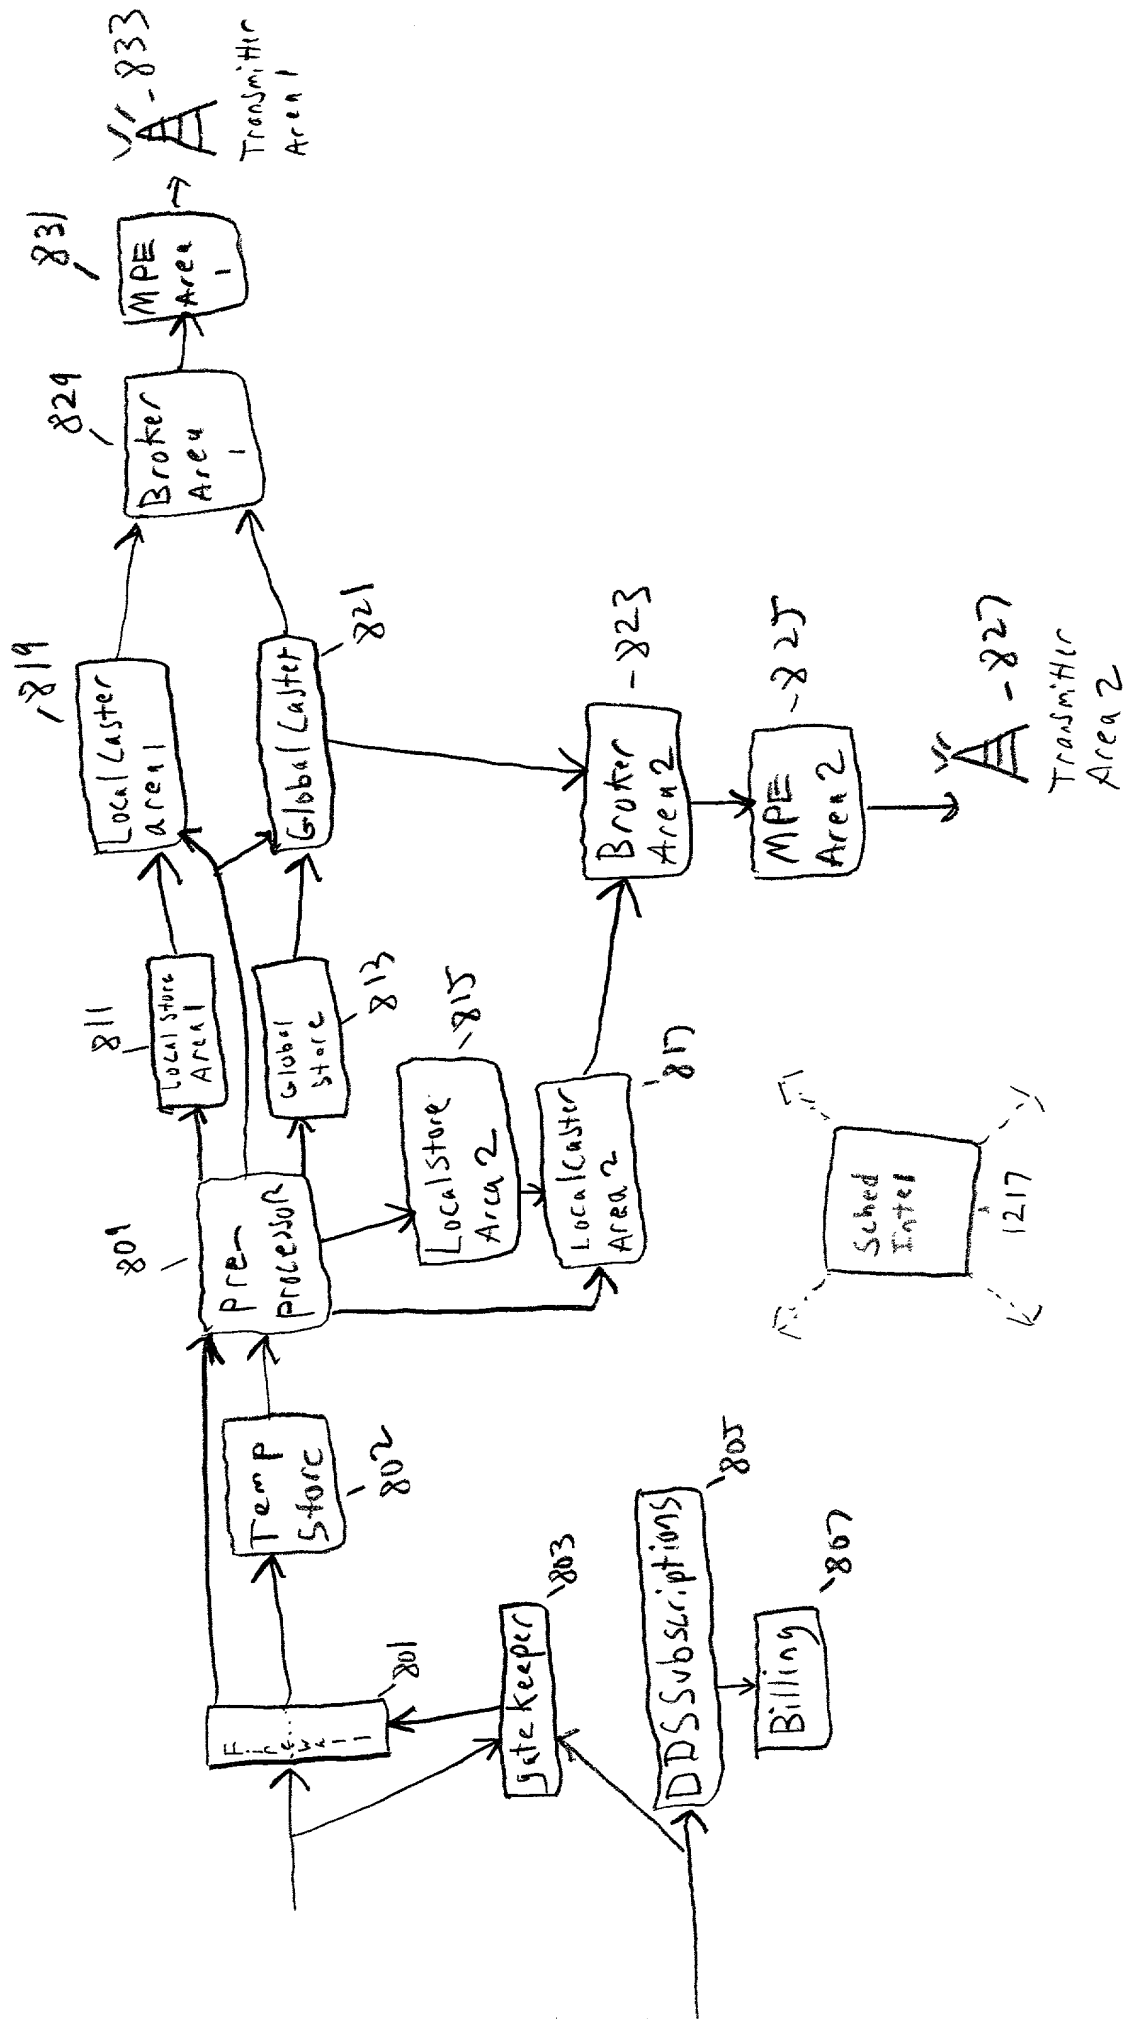 801
F
i
r
e
w
a
l
l
Temp
Store
802
gate keeper
803
DDS Subscriptions
805
Billing
807
809
Pre-
processor
811
Local Store
Area 1
Global
Store
813
Local Store
Area 2
815
Local Caster
Area 2
817
819
Local Caster
area 1
Global Caster
821
Broker
Area 2
823
MPE
Area 2
825
827
Transmitter
Area 2
829
Broker
Area
1
831
MPE
Area
1
833
Transmitter
Area 1
Sched
Intel
1217